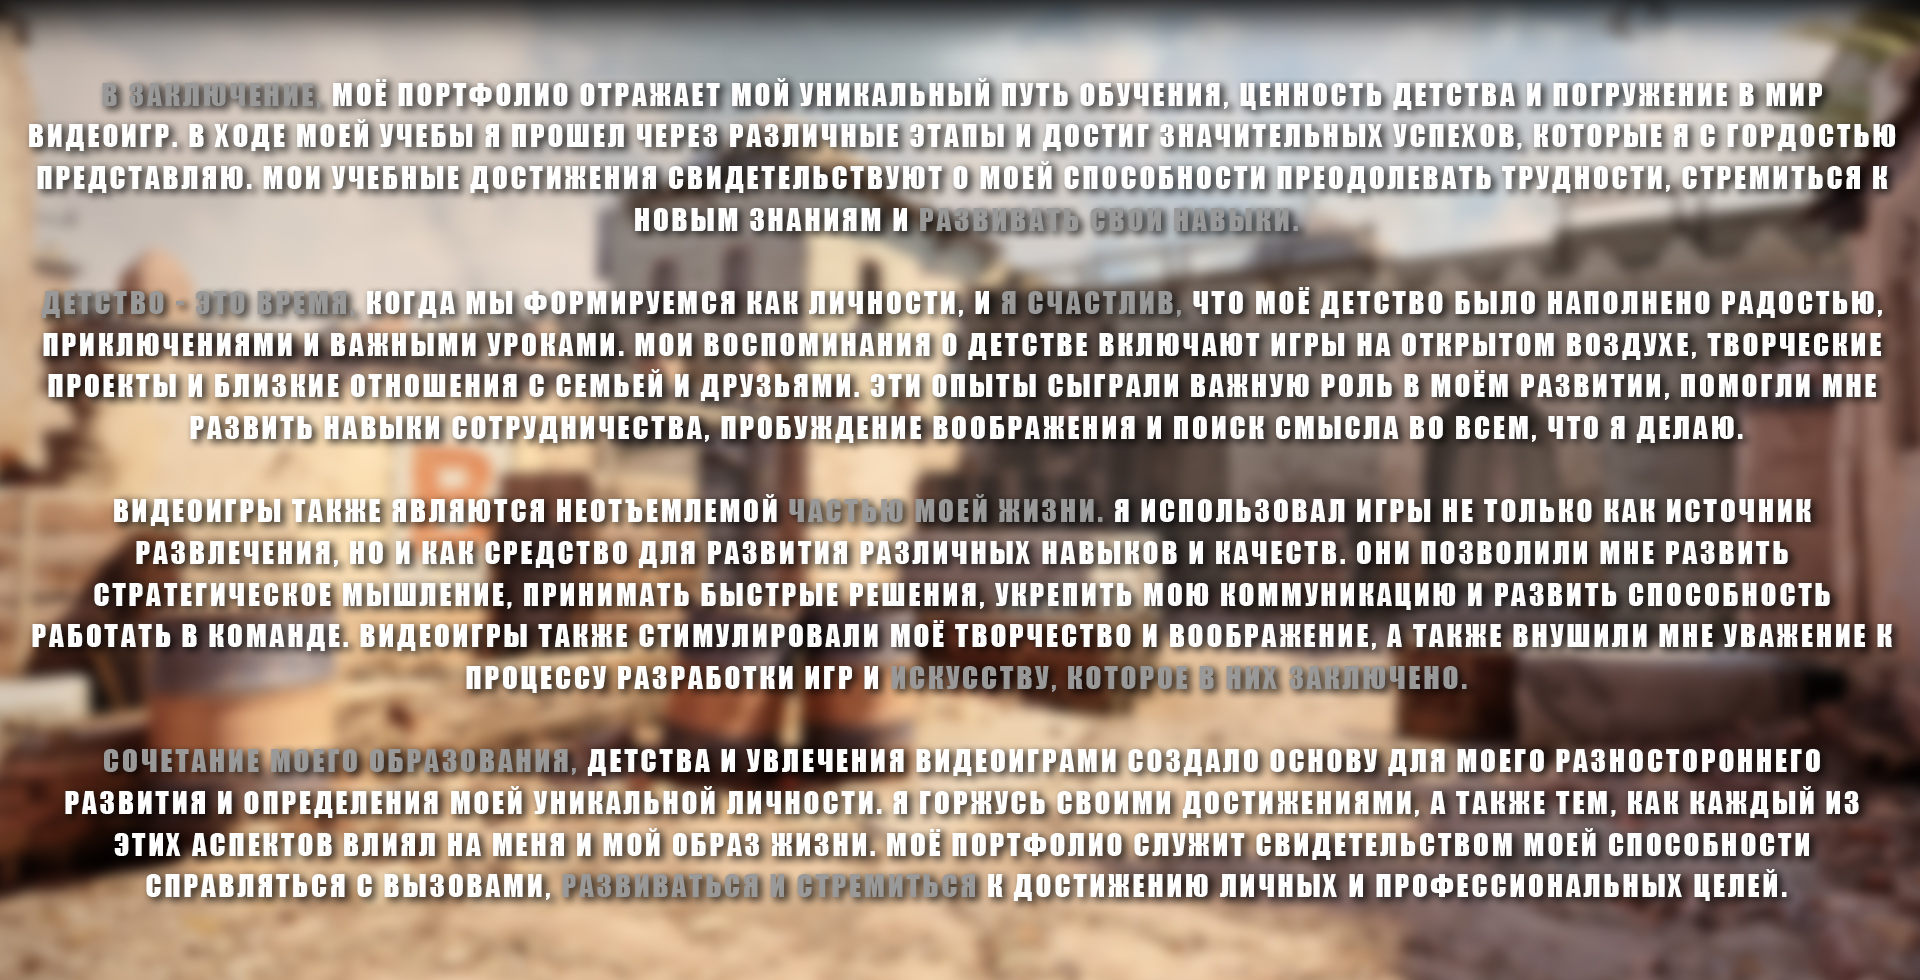 В ЗАКЛЮЧЕНИЕ, МОЁ ПОРТФОЛИО ОТРАЖАЕТ МОЙ УНИКАЛЬНЫЙ ПУТЬ ОБУЧЕНИЯ, ЦЕННОСТЬ ДЕТСТВА И ПОГРУЖЕНИЕ В МИР
ВИДЕОИГР. В ХОДЕ МОЕЙ УЧЕБЫ Я ПРОШЕЛ ЧЕРЕЗ РАЗЛИЧНЫЕ ЭТАПЫ И ДОСТИГ ЗНАЧИТЕЛЬНЫХ УСПЕХОВ, КОТОРЫЕ Я С ГОРДОСТЬЮ
ПРЕДСТАВЛЯЮ. МОИ УЧЕБНЫЕ ДОСТИЖЕНИЯ СВИДЕТЕЛЬСТВУЮТ О МОЕЙ СПОСОБНОСТИ ПРЕОДОЛЕВАТЬ ТРУДНОСТИ, СТРЕМИТЬСЯ К
НОВЫМ ЗНАНИЯМ И РАЗВИВАТЬ СВОИ НАВЫКИ.
ДЕТСТВО - ЭТО ВРЕМЯ, КОГДА МЫ ФОРМИРУЕМСЯ КАК ЛИЧНОСТИ, И Я СЧАСТЛИВ, ЧТО МОЁ ДЕТСТВО БЫЛО НАПОЛНЕНО РАДОСТЬЮ,
ПРИКЛЮЧЕНИЯМИ И ВАЖНЫМИ УРОКАМИ. МОИ ВОСПОМИНАНИЯ О ДЕТСТВЕ ВКЛЮЧАЮТ ИГРЫ НА ОТКРЫТОМ ВОЗДУХЕ, ТВОРЧЕСКИЕ
ПРОЕКТЫ И БЛИЗКИЕ ОТНОШЕНИЯ С СЕМЬЕЙ И ДРУЗЬЯМИ. ЭТИ ОПЫТЫ СЫГРАЛИ ВАЖНУЮ РОЛЬ В МОЁМ РАЗВИТИИ, ПОМОГЛИ МНЕ
РАЗВИТЬ НАВЫКИ СОТРУДНИЧЕСТВА, ПРОБУЖДЕНИЕ ВООБРАЖЕНИЯ И ПОИСК СМЫСЛА ВО ВСЕМ, ЧТО Я ДЕЛАЮ.
ВИДЕОИГРЫ ТАКЖЕ ЯВЛЯЮТСЯ НЕОТЪЕМЛЕМОЙ ЧАСТЬЮ МОЕЙ ЖИЗНИ. Я ИСПОЛЬЗОВАЛ ИГРЫ НЕ ТОЛЬКО КАК ИСТОЧНИК
РАЗВЛЕЧЕНИЯ, НО И КАК СРЕДСТВО ДЛЯ РАЗВИТИЯ РАЗЛИЧНЫХ НАВЫКОВ И КАЧЕСТВ. ОНИ ПОЗВОЛИЛИ МНЕ РАЗВИТЬ
СТРАТЕГИЧЕСКОЕ МЫШЛЕНИЕ, ПРИНИМАТЬ БЫСТРЫЕ РЕШЕНИЯ, УКРЕПИТЬ МОЮ КОММУНИКАЦИЮ И РАЗВИТЬ СПОСОБНОСТЬ
РАБОТАТЬ В КОМАНДЕ. ВИДЕОИГРЫ ТАКЖЕ СТИМУЛИРОВАЛИ МОЁ ТВОРЧЕСТВО И ВООБРАЖЕНИЕ, А ТАКЖЕ ВНУШИЛИ МНЕ УВАЖЕНИЕ К
ПРОЦЕССУ РАЗРАБОТКИ ИГР И ИСКУССТВУ, КОТОРОЕ В НИХ ЗАКЛЮЧЕНО.
СОЧЕТАНИЕ МОЕГО ОБРАЗОВАНИЯ, ДЕТСТВА И УВЛЕЧЕНИЯ ВИДЕОИГРАМИ СОЗДАЛО ОСНОВУ ДЛЯ МОЕГО РАЗНОСТОРОННЕГО
РАЗВИТИЯ И ОПРЕДЕЛЕНИЯ МОЕЙ УНИКАЛЬНОЙ ЛИЧНОСТИ. Я ГОРЖУСЬ СВОИМИ ДОСТИЖЕНИЯМИ, А ТАКЖЕ ТЕМ, КАК КАЖДЫЙ ИЗ
ЭТИХ АСПЕКТОВ ВЛИЯЛ НА МЕНЯ И МОЙ ОБРАЗ ЖИЗНИ. МОЁ ПОРТФОЛИО СЛУЖИТ СВИДЕТЕЛЬСТВОМ МОЕЙ СПОСОБНОСТИ
СПРАВЛЯТЬСЯ С ВЫЗОВАМИ, РАЗВИВАТЬСЯ И СТРЕМИТЬСЯ К ДОСТИЖЕНИЮ ЛИЧНЫХ И ПРОФЕССИОНАЛЬНЫХ ЦЕЛЕЙ.